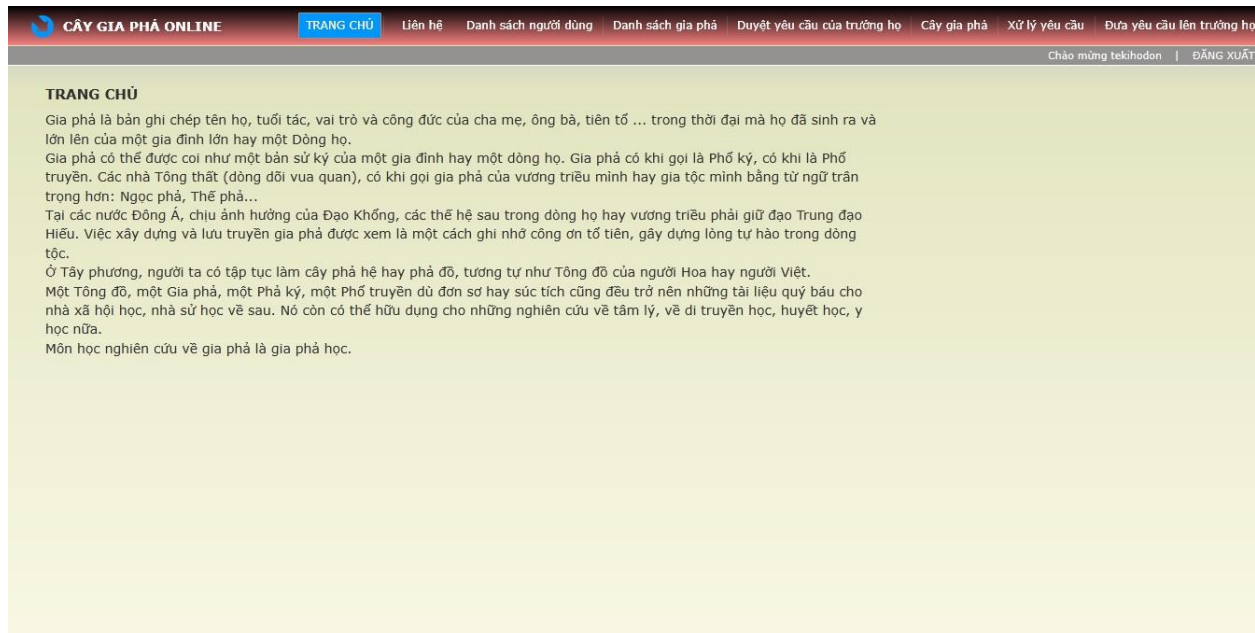 CÂY GIA PHẢ ONLINE
TRANG CHỦ
Liên hệ
Danh sách người dùng
Danh sách gia phả
Duyệt yêu cầu của trưởng họ
Cây gia phả
Xử lý yêu cầu
Đưa yêu cầu lên trưởng họ
Chào mừng tekihodon | ĐĂNG XUẤT
TRANG CHỦ
Gia phả là bản ghi chép tên họ, tuổi tác, vai trò và công đức của cha mẹ, ông bà, tiên tổ ... trong thời đại mà họ đã sinh ra và
lớn lên của một gia đình lớn hay một Dòng họ.
Gia phả có thể được coi như một bản sử ký của một gia đình hay một dòng họ. Gia phả có khi gọi là Phổ ký, có khi là Phổ
truyền. Các nhà Tông thất (dòng dõi vua quan), có khi gọi gia phả của vương triều mình hay gia tộc mình bằng từ ngữ trân
trọng hơn: Ngọc phả, Thế phả...
Tại các nước Đông Á, chịu ảnh hưởng của Đạo Khổng, các thế hệ sau trong dòng họ hay vương triều phải giữ đạo Trung đạo
Hiếu. Việc xây dựng và lưu truyền gia phả được xem là một cách ghi nhớ công ơn tổ tiên, gây dựng lòng tự hào trong dòng
tộc.
Ở Tây phương, người ta có tập tục làm cây phả hệ hay phả đồ, tương tự như Tông đồ của người Hoa hay người Việt.
Một Tông đồ, một Gia phả, một Phả ký, một Phổ truyền dù đơn sơ hay súc tích cũng đều trở nên những tài liệu quý báu cho
nhà xã hội học, nhà sử học về sau. Nó còn có thể hữu dụng cho những nghiên cứu về tâm lý, về di truyền học, huyết học, y
học nữa.
Môn học nghiên cứu về gia phả là gia phả học.